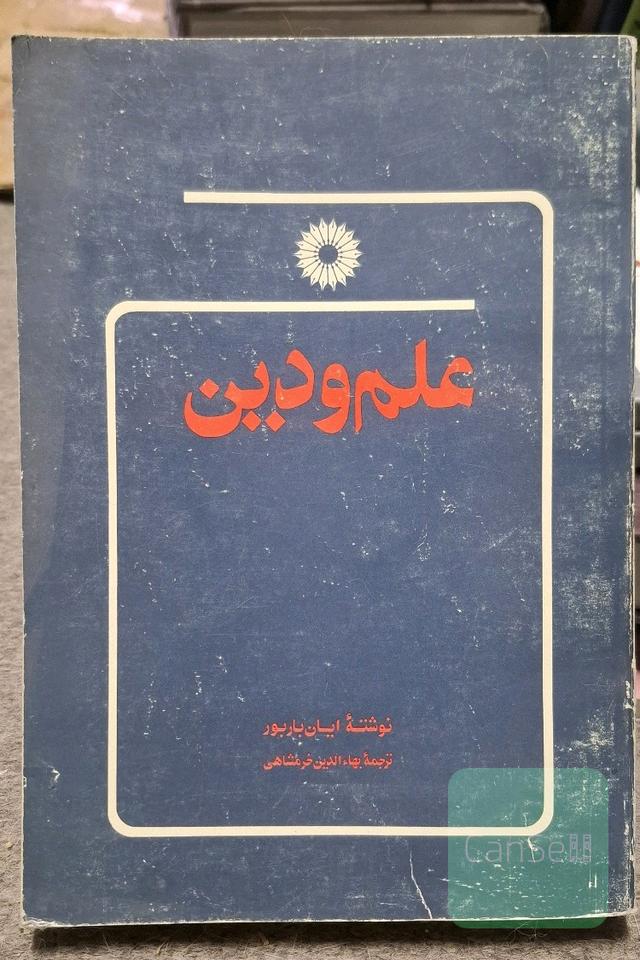 علم و دین
نوشتهٔ ایان باربور
ترجمهٔ بهاءالدین خرمشاهی
CanSell